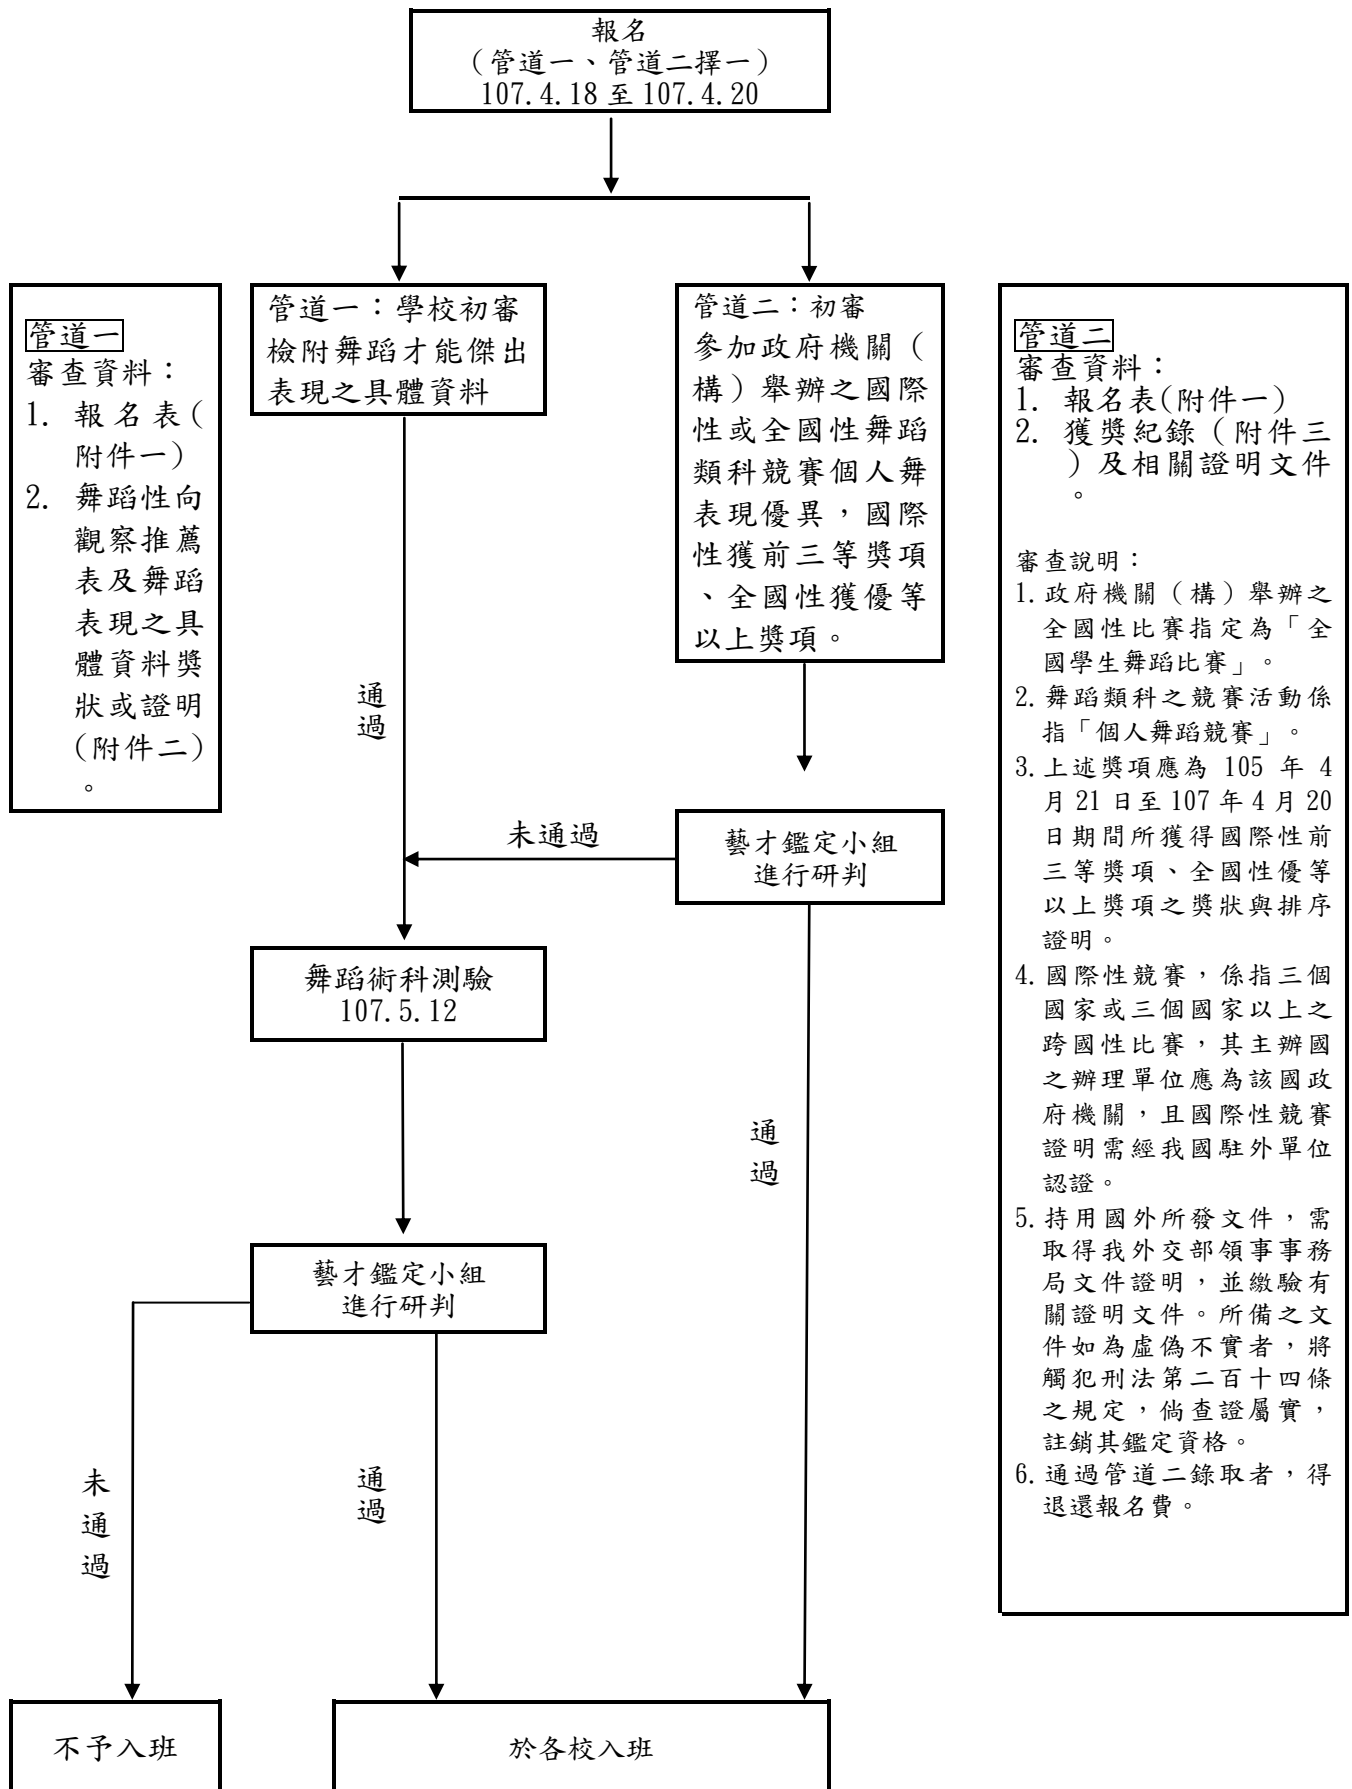 報名
（管道一、管道二擇一）
107.4.18 至 107.4.20
管道一
審查資料：
1. 報名表（
附件一）
2. 舞蹈性向
觀察推薦
表及舞蹈
表現之具
體資料獎
狀或證明
(附件二)
。
管道一：學校初審
檢附舞蹈才能傑出
表現之具體資料
管道二：初審
參加政府機關（
構）舉辦之國際
性或全國性舞蹈
類科競賽個人舞
表現優異，國際
性獲前三等獎項
、全國性獲優等
以上獎項。
管道二
審查資料：
1. 報名表(附件一)
2. 獲獎紀錄（附件三
）及相關證明文件
。
審查說明：
1.政府機關（構）舉辦之
全國性比賽指定為「全
國學生舞蹈比賽」。
2.舞蹈類科之競賽活動係
指「個人舞蹈競賽」。
3.上述獎項應為 105 年 4
月 21 日至 107 年 4 月 20
日期間所獲得國際性前
三等獎項、全國性優等
以上獎項之獎狀與排序
證明。
4.國際性競賽，係指三個
國家或三個國家以上之
跨國性比賽，其主辦國
之辦理單位應為該國政
府機關，且國際性競賽
證明需經我國駐外單位
認證。
5.持用國外所發文件，需
取得我外交部領事事務
局文件證明，並繳驗有
關證明文件。所備之文
件如為虛偽不實者，將
觸犯刑法第二百十四條
之規定，倘查證屬實，
註銷其鑑定資格。
6.通過管道二錄取者，得
退還報名費。
通
過
未通過
藝才鑑定小組
進行研判
舞蹈術科測驗
107.5.12
通
過
藝才鑑定小組
進行研判
未
通
過
通
過
不予入班
於各校入班